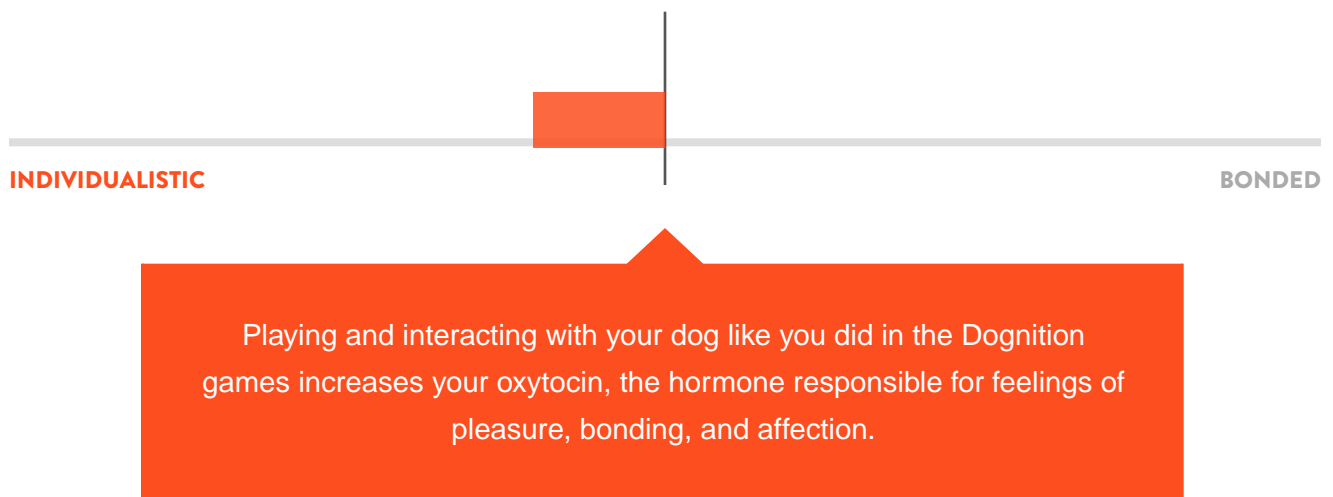 INDIVIDUALISTIC
BONDED
Playing and interacting with your dog like you did in the Dognition
games increases your oxytocin, the hormone responsible for feelings of
pleasure, bonding, and affection.